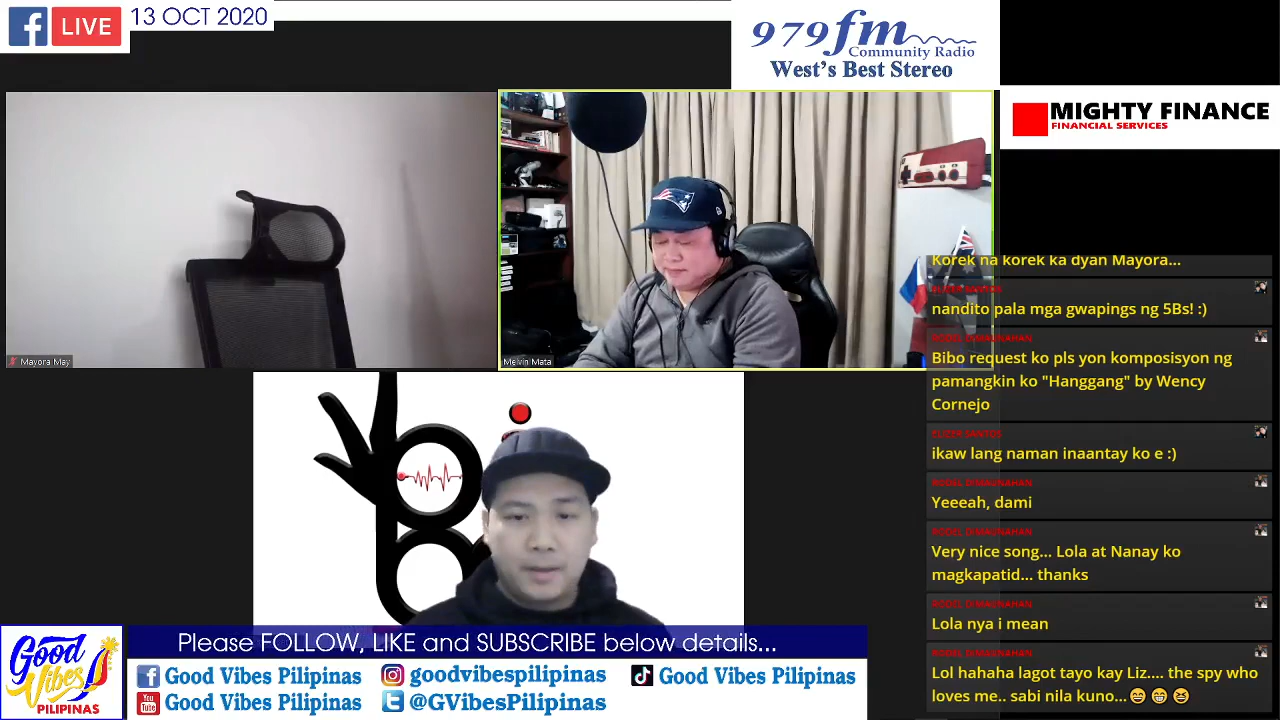 LIVE
13 OCT 2020
979fm
Community Radio
West's Best Stereo
MIGHTY FINANCE
FINANCIAL SERVICES
Mayora May
Melvin Mata
Korek na korek ka dyan Mayora...
ELIZER SANTOS
nandito pala mga gwapings ng 5Bs! :)
RODEL DIMAUNAHAN
Bibo request ko pls yon komposisyon ng
pamangkin ko "Hanggang" by Wency
Cornejo
ELIZER SANTOS
ikaw lang naman inaantay ko e :)
RODEL DIMAUNAHAN
Yeeeah, dami
RODEL DIMAUNAHAN
Very nice song... Lola at Nanay ko
magkapatid... thanks
RODEL DIMAUNAHAN
Lola nya i mean
RODEL DIMAUNAHAN
Lol hahaha lagot tayo kay Liz.... the spy who
loves me.. sabi nila kuno...😄 😁 😆
Good
Vibes
PILIPINAS
Please FOLLOW, LIKE and SUBSCRIBE below details...
Good Vibes Pilipinas
goodvibespilipinas
Good Vibes Pilipinas
You Tube
Good Vibes Pilipinas
@GVibesPilipinas